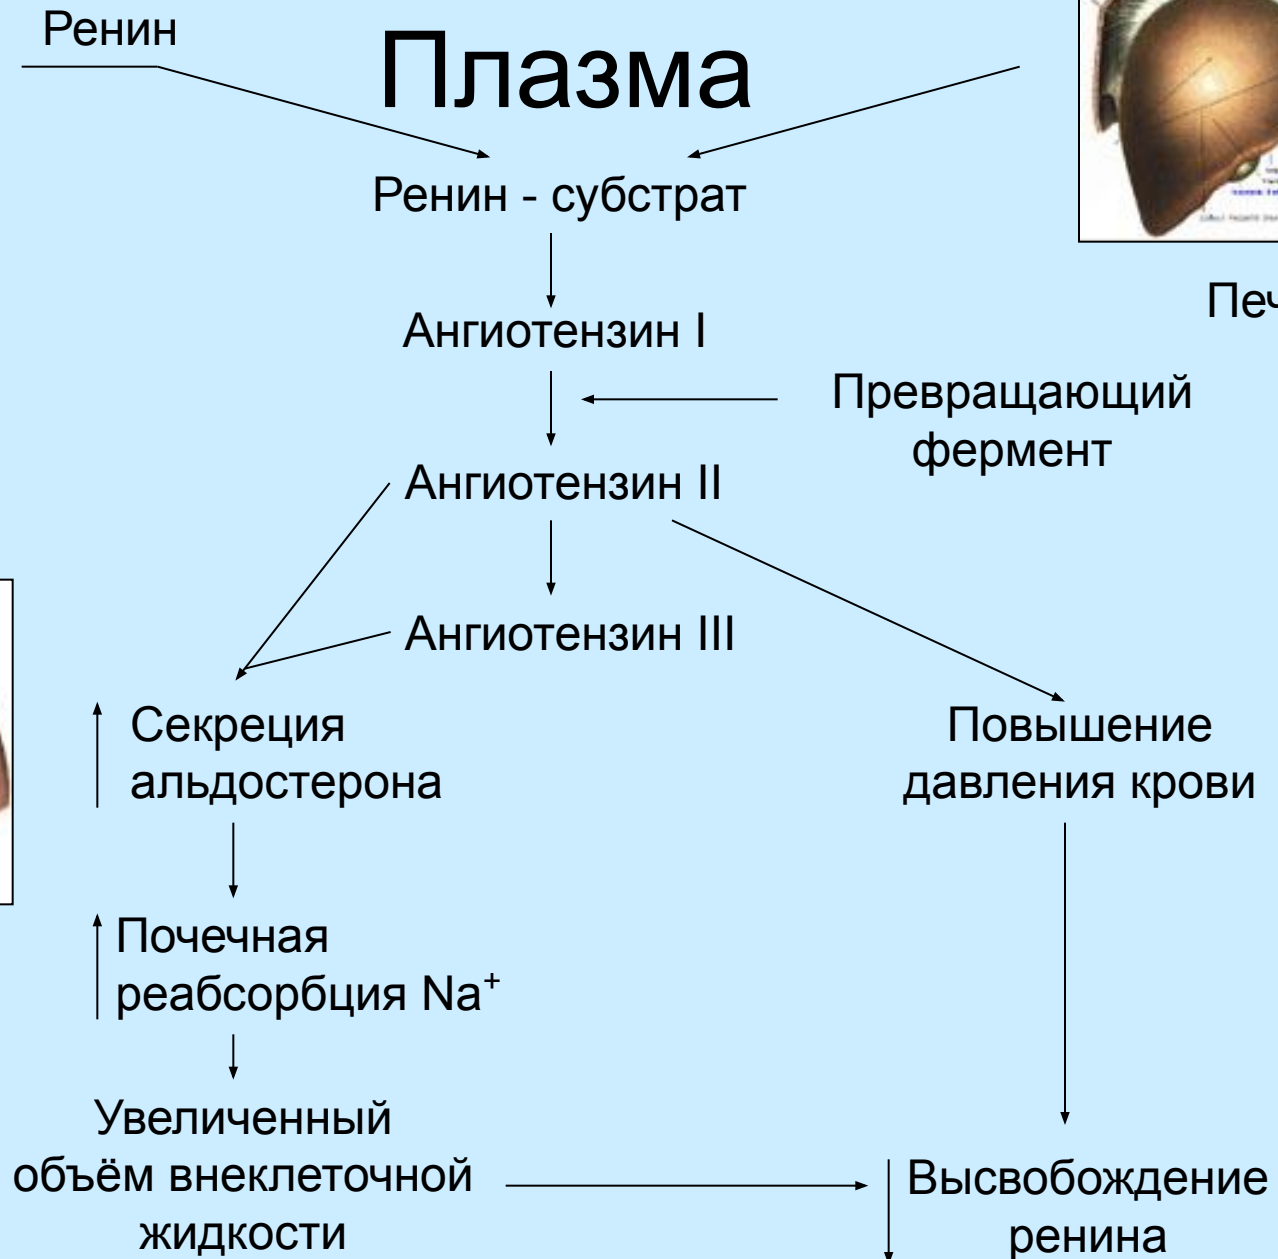 Ренин
Плазма
Ренин - субстрат
Ангиотензин I
Превращающий
фермент
Ангиотензин II
Ангиотензин III
Секреция
альдостерона
Повышение
давления крови
Почечная
реабсорбция Na⁺
Увеличенный
объём внеклеточной
жидкости
Высвобождение
ренина